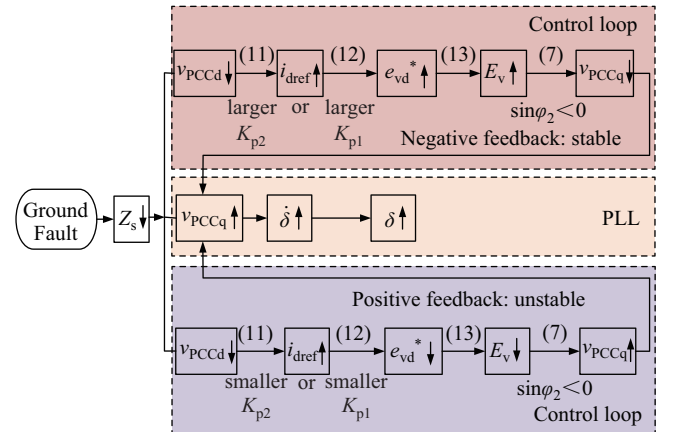 Control loop
(11) (12) (13) (7)
v_PCCd↓ i_dref↑ e_vd*↑ E_v↑ v_PCCq↓
larger or larger sinφ₂<0
K_p2 K_p1
Negative feedback: stable
Ground
Fault
Z_s↓ v_PCCq↑ δ̇↑ δ↑ PLL
Positive feedback: unstable
(11) (12) (13) (7)
v_PCCd↓ i_dref↑ e_vd*↓ E_v↓ v_PCCq↑
smaller or smaller sinφ₂<0
K_p2 K_p1
Control loop